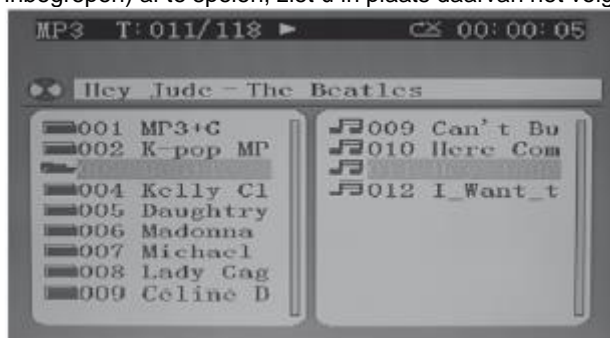 inbegrepen) af te spelen, ziet u in plaats daarvan het volg
MP3 T:011/118 00:00:05
Hey Jude - The Beatles
001 MP3+G
002 K-pop MP
004 Kelly Cl
005 Daughtry
006 Madonna
007 Michael
008 Lady Gag
009 Celine D
009 Can't Bu
010 Here Com
012 I_Want_t